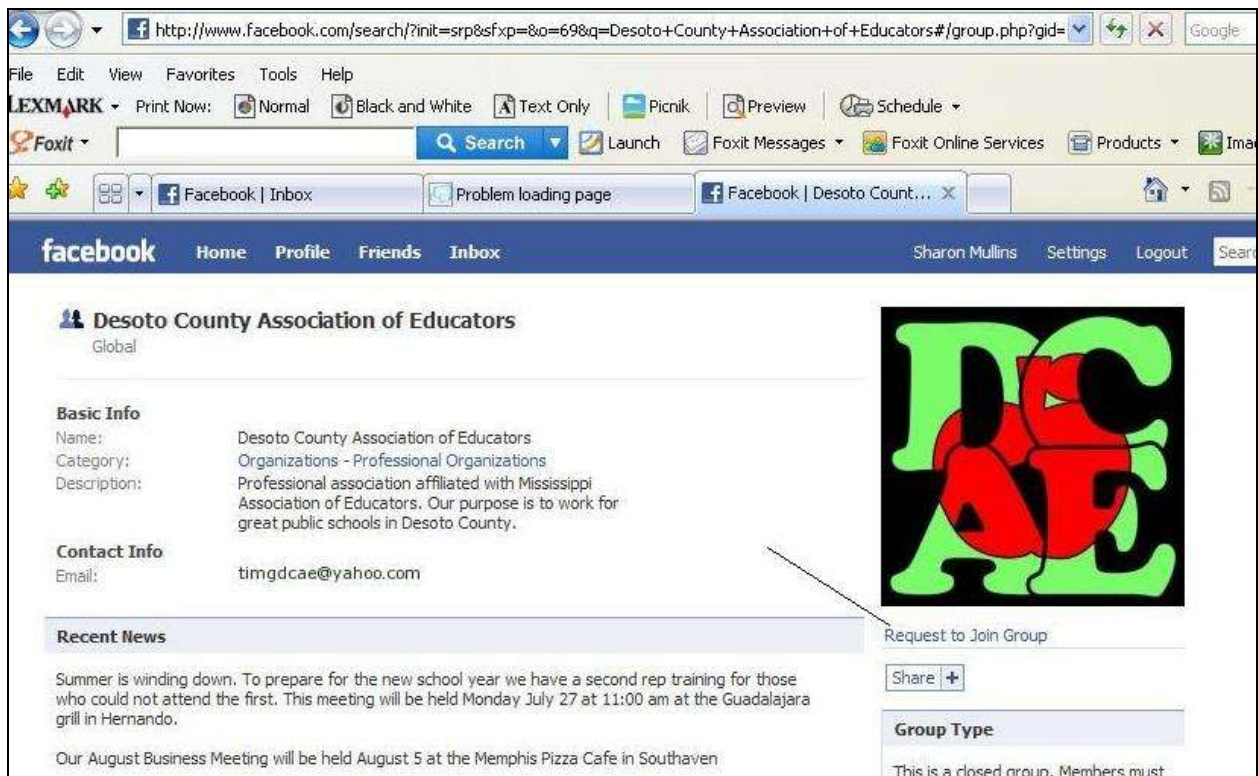 http://www.facebook.com/search/?init=srp&sfxp=&o=69&q=Desoto+County+Association+of+Educators#/group.php?gid=
Google
File Edit View Favorites Tools Help
LEXMARK Print Now: Normal Black and White Text Only Picnik Preview Schedule
Foxit Search Launch Foxit Messages Foxit Online Services Products Ima
Facebook | Inbox Problem loading page Facebook | Desoto Count... X
facebook Home Profile Friends Inbox Sharon Mullins Settings Logout Sear
Desoto County Association of Educators
Global
DCAE
Basic Info
Name: Desoto County Association of Educators
Category: Organizations - Professional Organizations
Description: Professional association affiliated with Mississippi
Association of Educators. Our purpose is to work for
great public schools in Desoto County.
Contact Info
Email: timgdcae@yahoo.com
Recent News
Summer is winding down. To prepare for the new school year we have a second rep training for those
who could not attend the first. This meeting will be held Monday July 27 at 11:00 am at the Guadalajara
grill in Hernando.
Our August Business Meeting will be held August 5 at the Memphis Pizza Cafe in Southaven
Request to Join Group
Share +
Group Type
This is a closed group. Members must